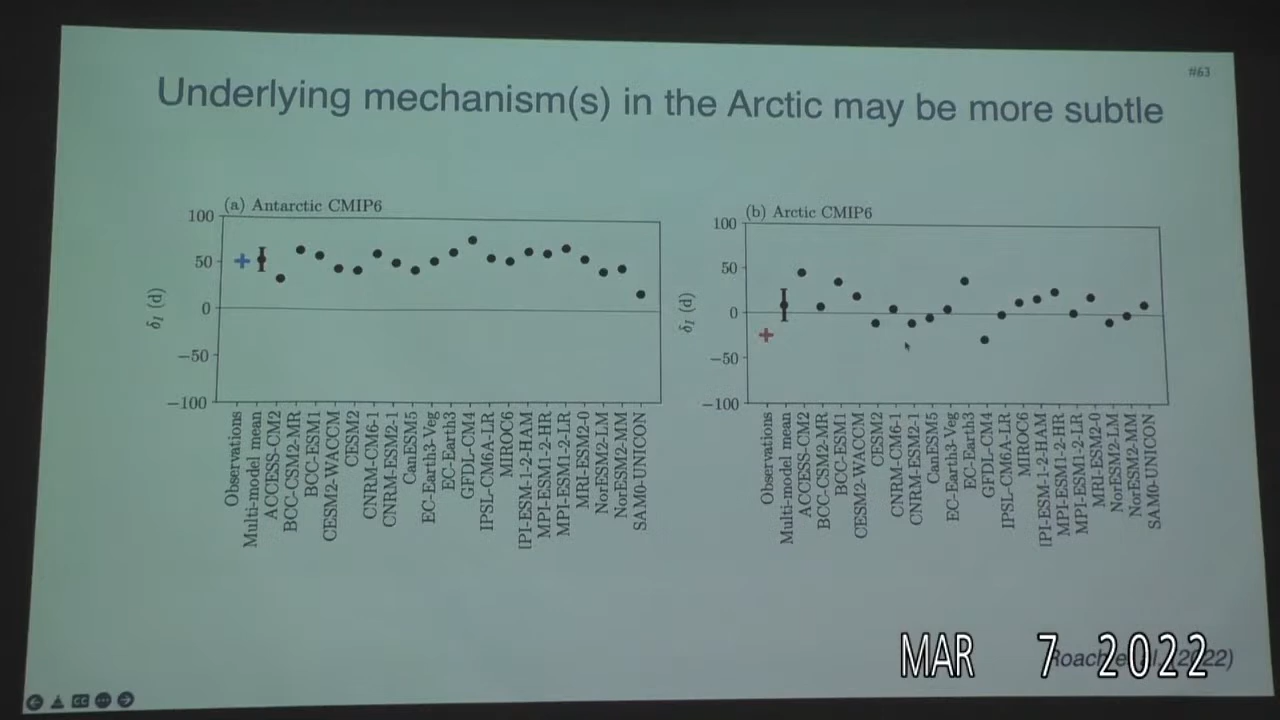 #63
Underlying mechanism(s) in the Arctic may be more subtle
(a) Antarctic CMIP6
100
50
0
−50
−100
δI (d)
Observations
Multi-model mean
ACCESS-CM2
BCC-CSM2-MR
BCC-ESM1
CESM2-WACCM
CESM2
CNRM-CM6-1
CNRM-ESM2-1
CanESM5
EC-Earth3-Veg
EC-Earth3
GFDL-CM4
IPSL-CM6A-LR
MIROC6
[PI-ESM-1-2-HAM
MPI-ESM1-2-HR
MPI-ESM1-2-LR
MRI-ESM2-0
NorESM2-LM
NorESM2-MM
SAM0-UNICON
(b) Arctic CMIP6
100
50
0
−50
−100
δI (d)
Observations
Multi-model mean
ACCESS-CM2
BCC-CSM2-MR
BCC-ESM1
CESM2-WACCM
CESM2
CNRM-CM6-1
CNRM-ESM2-1
CanESM5
EC-Earth3-Veg
EC-Earth3
GFDL-CM4
IPSL-CM6A-LR
MIROC6
[PI-ESM-1-2-HAM
MPI-ESM1-2-HR
MPI-ESM1-2-LR
MRI-ESM2-0
NorESM2-LM
NorESM2-MM
SAM0-UNICON
Roach (2022)
MAR 7 2022
CC